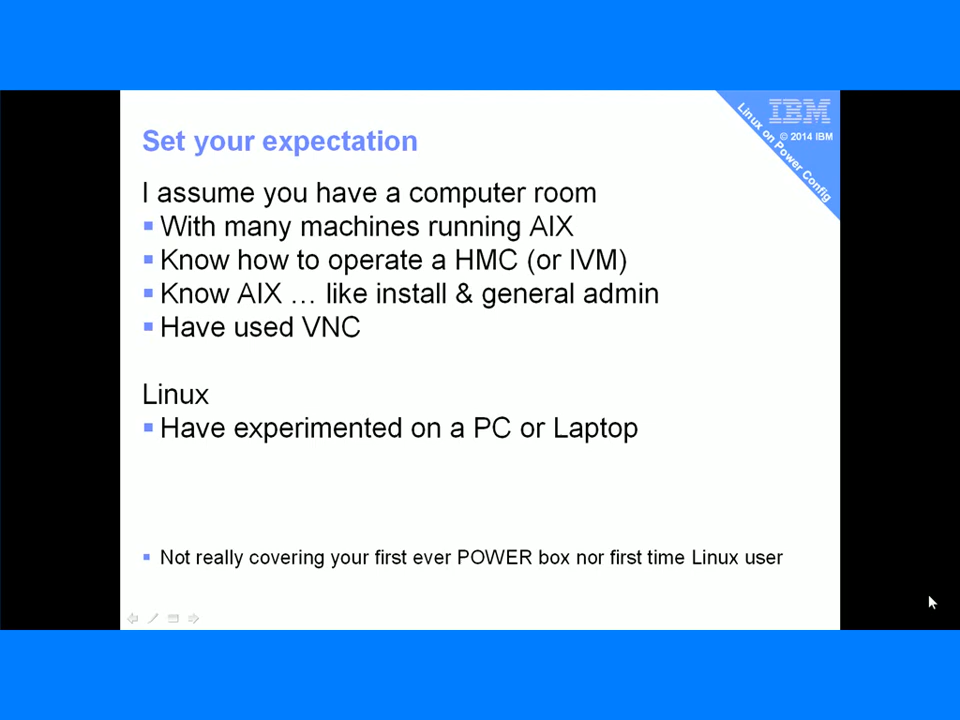 Set your expectation
IBM
© 2014 IBM
Linux on Power Config
I assume you have a computer room
▪ With many machines running AIX
▪ Know how to operate a HMC (or IVM)
▪ Know AIX … like install & general admin
▪ Have used VNC
Linux
▪ Have experimented on a PC or Laptop
▪ Not really covering your first ever POWER box nor first time Linux user